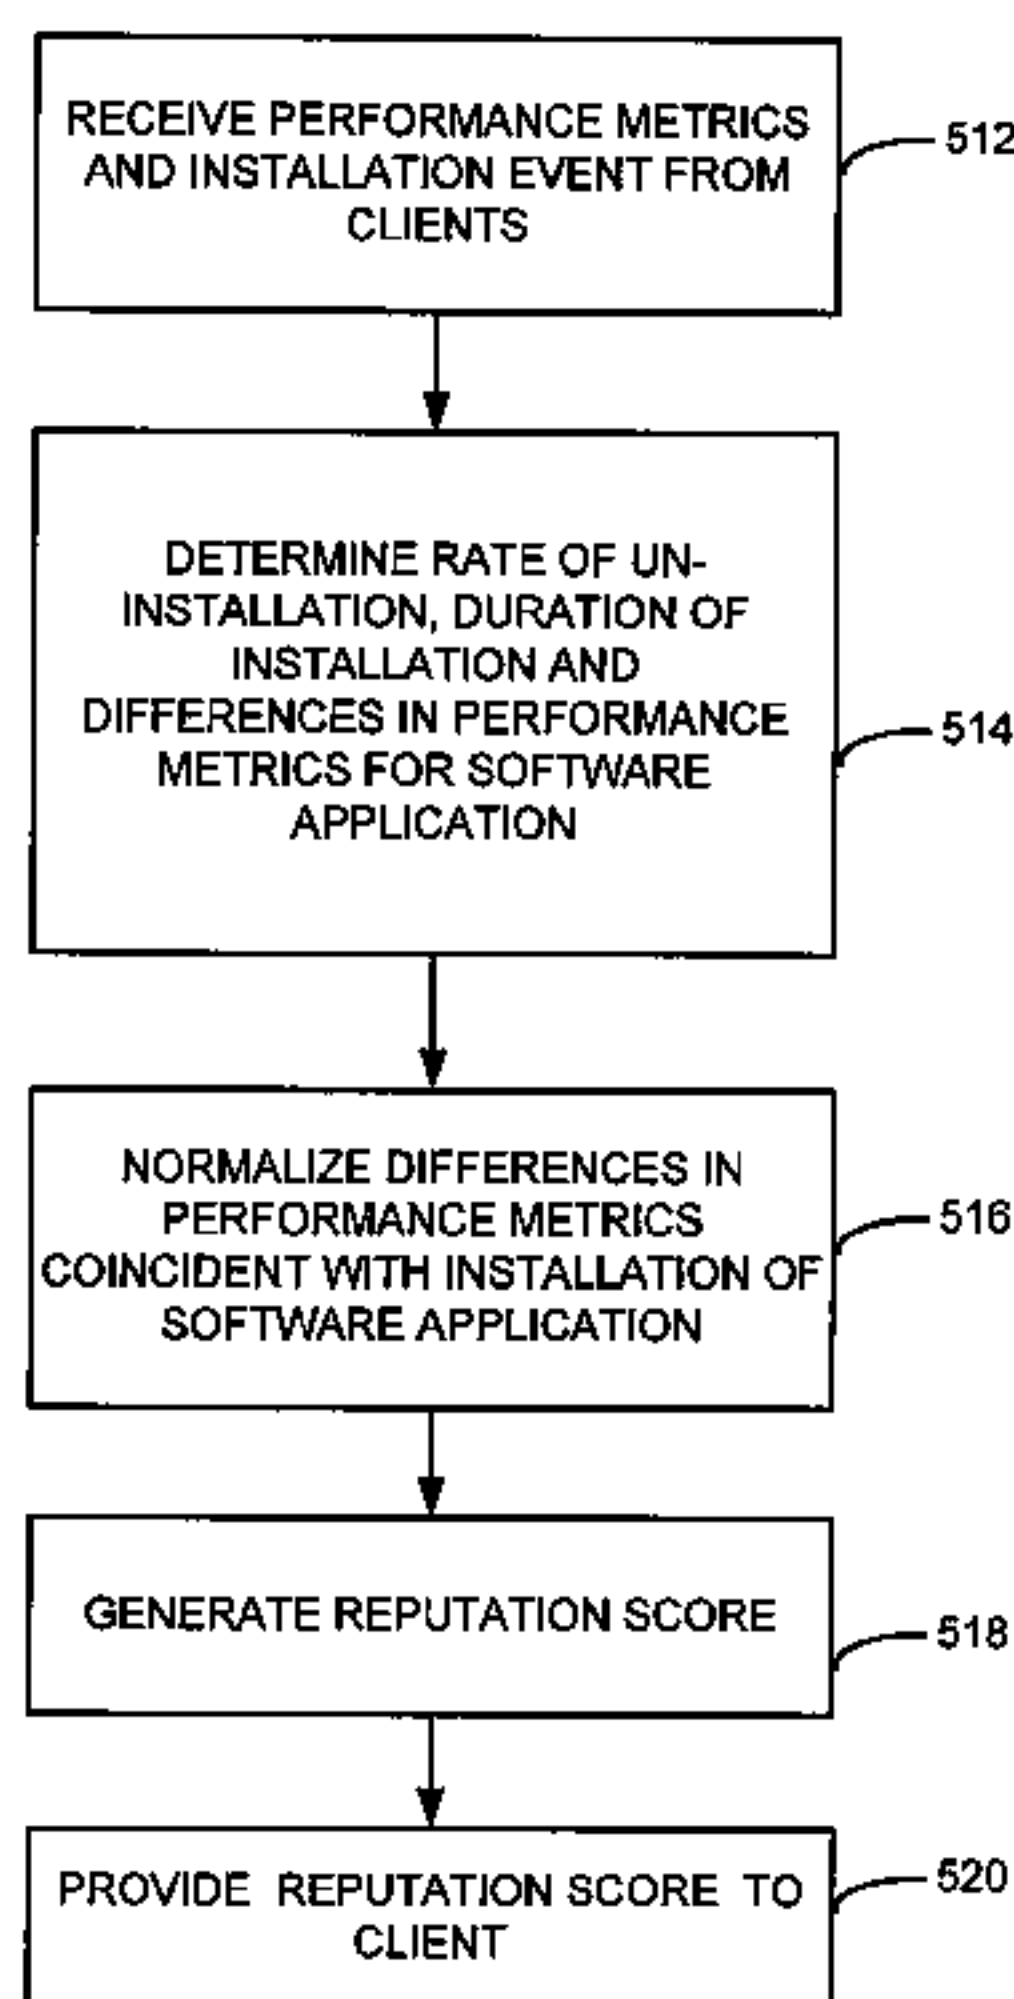 RECEIVE PERFORMANCE METRICS
AND INSTALLATION EVENT FROM
CLIENTS
512
DETERMINE RATE OF UN-
INSTALLATION, DURATION OF
INSTALLATION AND
DIFFERENCES IN PERFORMANCE
METRICS FOR SOFTWARE
APPLICATION
514
NORMALIZE DIFFERENCES IN
PERFORMANCE METRICS
COINCIDENT WITH INSTALLATION OF
SOFTWARE APPLICATION
516
GENERATE REPUTATION SCORE
518
PROVIDE REPUTATION SCORE TO
CLIENT
520